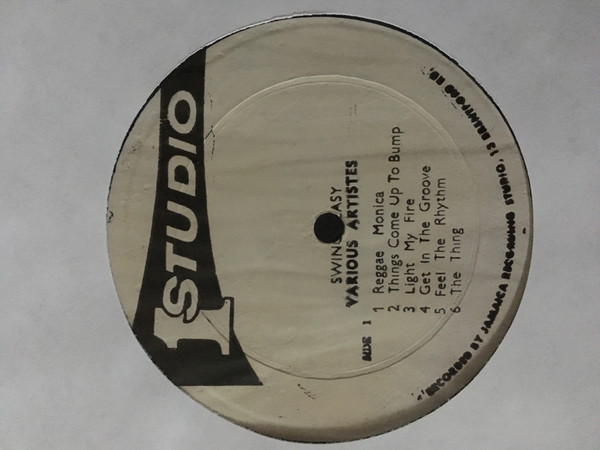 1 STUDIO
SWING EASY
VARIOUS ARTISTES
SIDE 1
1 Reggae Monica
2 Things Come Up To Bump
3 Light My Fire
4 Get In The Groove
5 Feel The Rhythm
6 The Thing
RECORDED BY JAMAICA RECORDING STUDIO, 13 BRENTFORD RD,